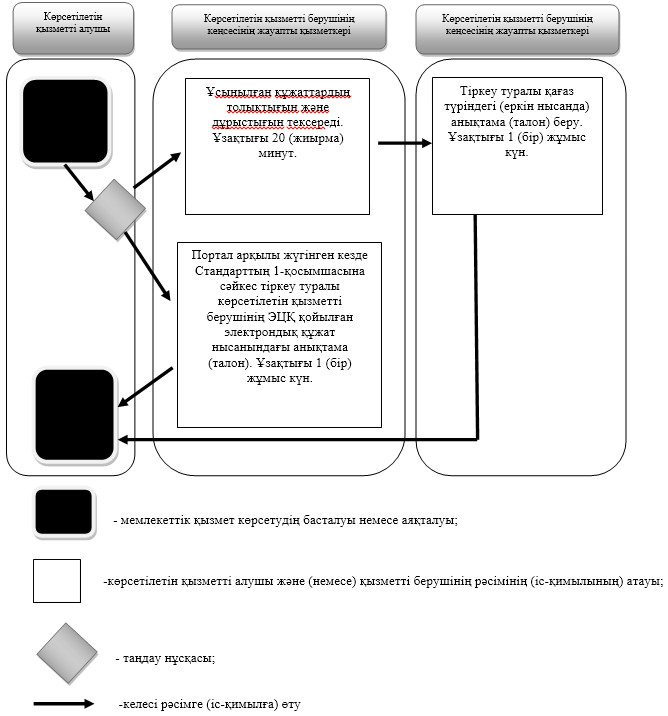 Көрсетілетін
қызметті алушы
Көрсетілетін қызметті берушінің
кеңсесінің жауапты қызметкері
Көрсетілетін қызметті берушінің
кеңсесінің жауапты қызметкері
Ұсынылған құжаттардың
толықтығын және
дұрыстығын тексереді.
Ұзақтығы 20 (жиырма)
минут.
Тіркеу туралы қағаз
түріндегі (еркін нысанда)
анықтама (талон) беру.
Ұзақтығы 1 (бір) жұмыс
күн.
Портал арқылы жүгінген кезде
Стандарттың 1-қосымшасына
сәйкес тіркеу туралы
көрсетілетін қызметті
берушінің ЭЦҚ қойылған
электрондық құжат
нысанындағы анықтама
(талон). Ұзақтығы 1 (бір)
жұмыс күн.
- мемлекеттік қызмет көрсетудің басталуы немесе аяқталуы;
-көрсетілетін қызметті алушы және (немесе) қызметті берушінің рәсімінің (іс-қимылының) атауы;
- таңдау нұсқасы;
-келесі рәсімге (іс-қимылға) өту